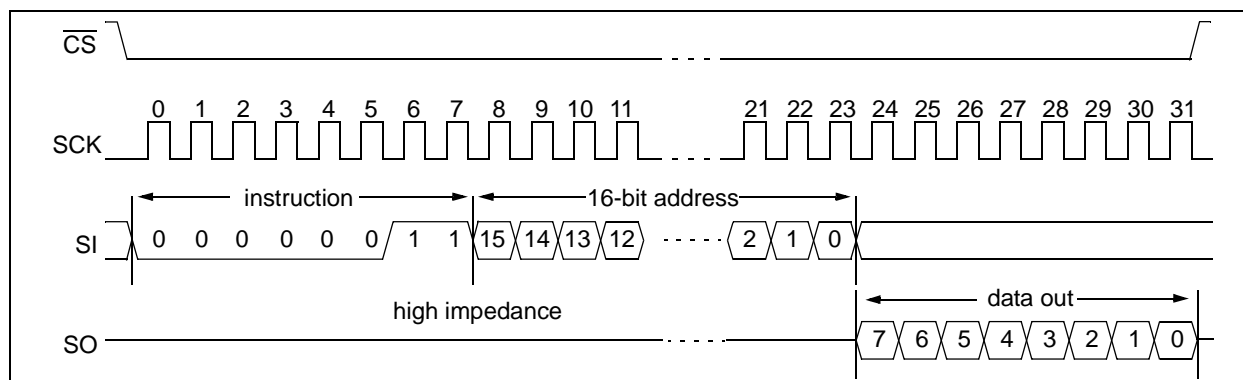 CS
0 1 2 3 4 5 6 7 8 9 10 11 21 22 23 24 25 26 27 28 29 30 31
SCK
instruction 16-bit address
SI 0 0 0 0 0 0 1 1 15 14 13 12 2 1 0
data out
high impedance
SO 7 6 5 4 3 2 1 0